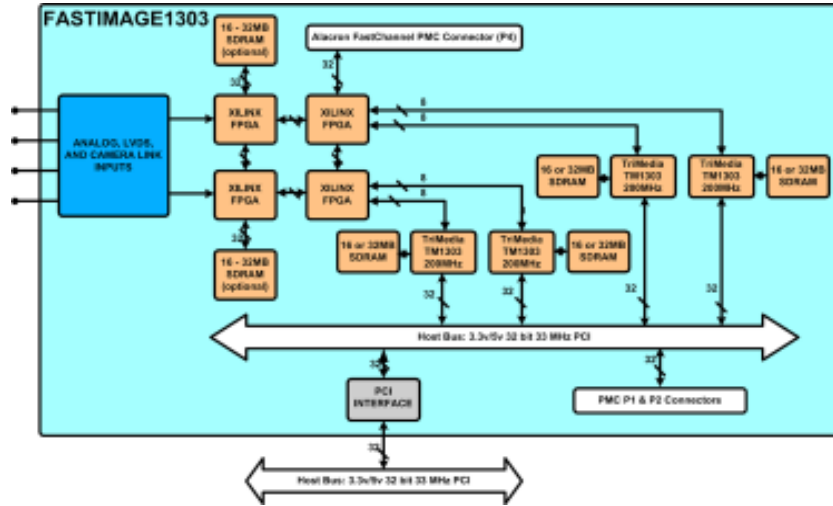 FASTIMAGE1303
16 - 32MB
SDRAM
(optional)
Alacron FastChannel PMC Connector (P4)
32
32
ANALOG, LVDS,
AND CAMERA LINK
INPUTS
XILINX
FPGA
XILINX
FPGA
8
8
XILINX
FPGA
XILINX
FPGA
8
8
16 or 32MB
SDRAM
TriMedia
TM1303
200MHz
TriMedia
TM1303
200MHz
16 or 32MB
SDRAM
32
16 - 32MB
SDRAM
(optional)
16 or 32MB
SDRAM
TriMedia
TM1303
200MHz
TriMedia
TM1303
200MHz
16 or 32MB
SDRAM
32
32
32
32
Host Bus: 3.3v/5v 32 bit 33 MHz PCI
32
32
PCI
INTERFACE
PMC P1 & P2 Connectors
32
Host Bus: 3.3v/5v 32 bit 33 MHz PCI